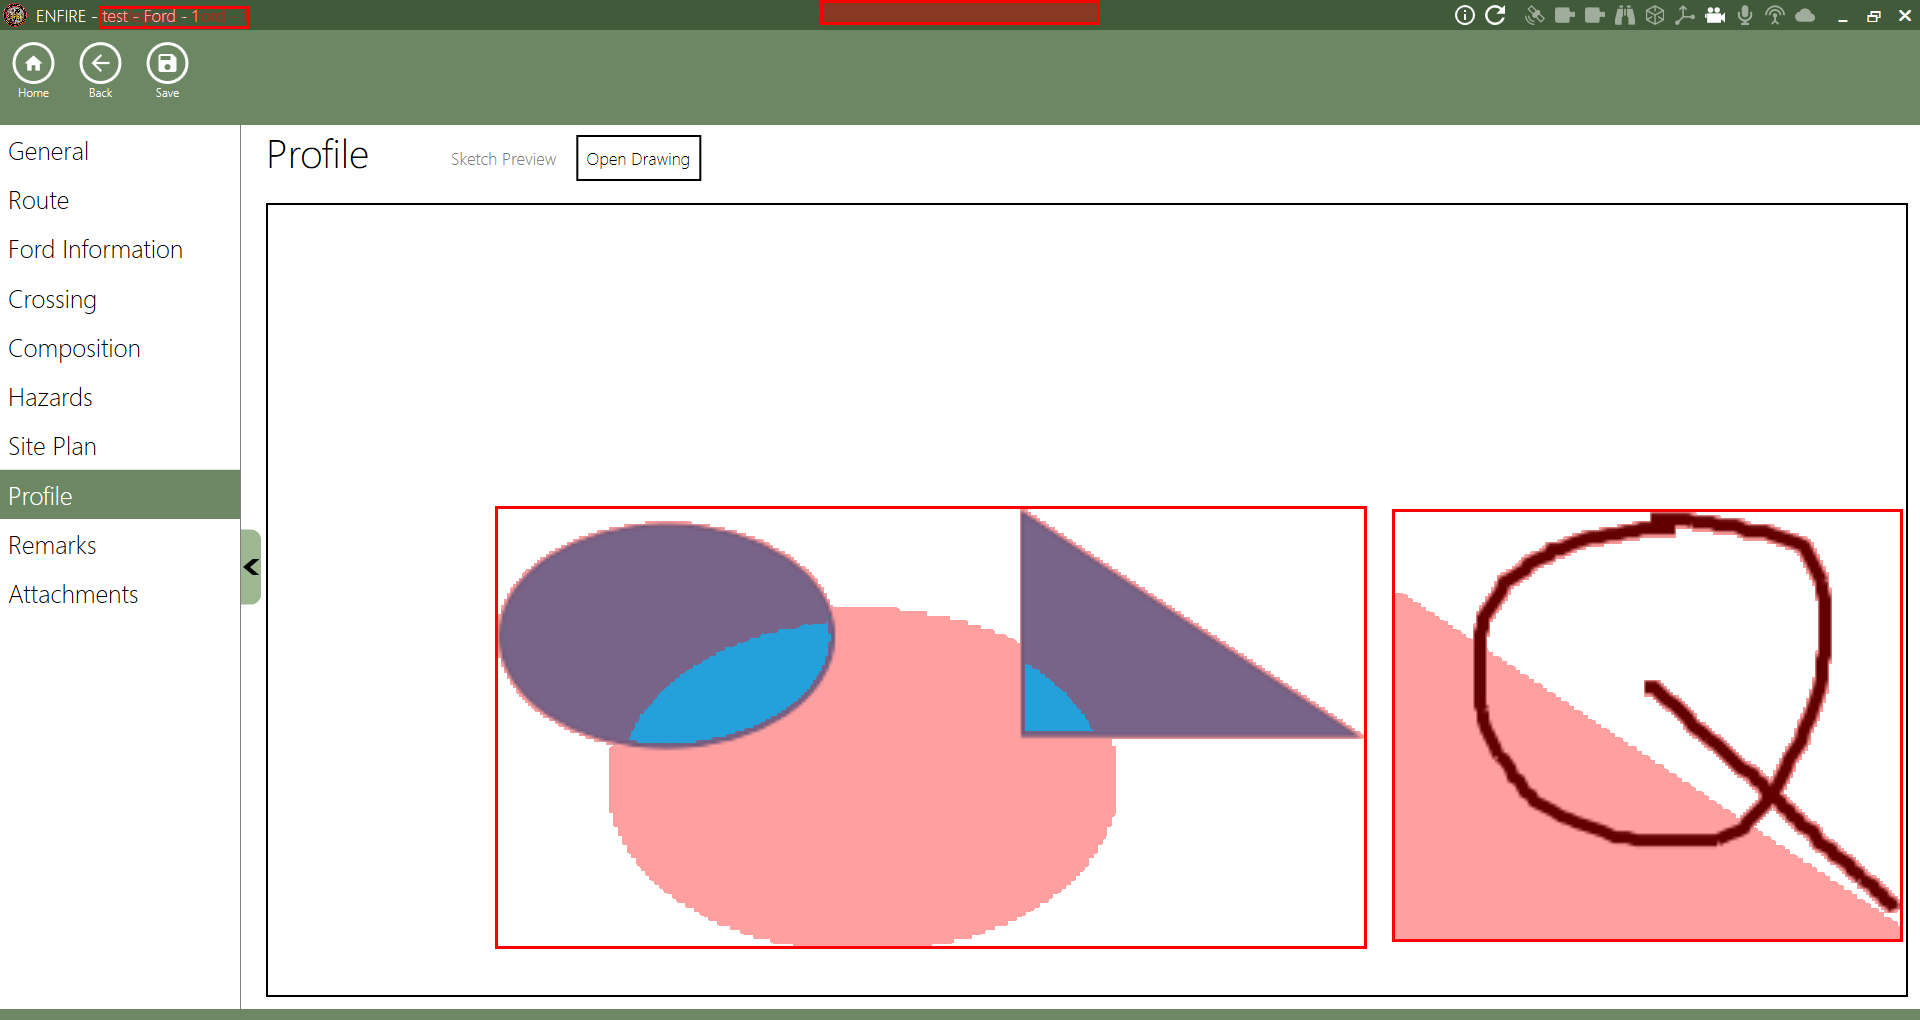 ENFIRE - test - Ford - 1
Home
Back
Save
General
Route
Ford Information
Crossing
Composition
Hazards
Site Plan
Profile
Remarks
Attachments
Profile
Sketch Preview
Open Drawing